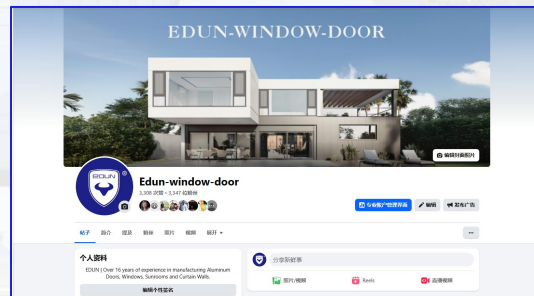 EDUN-WINDOW-DOOR
编辑封面照片
EDUN
Edun-window-door
3,308 次赞 • 3,347 位粉丝
专业账户管理界面
编辑
发布广告
帖子 简介 提及 粉丝 照片 视频 展开
个人资料
EDUN | Over 16 years of experience in manufacturing Aluminum
Doors, Windows, Sunrooms and Curtain Walls.
编辑个性签名
分享新鲜事
照片/视频
Reels
直播视频